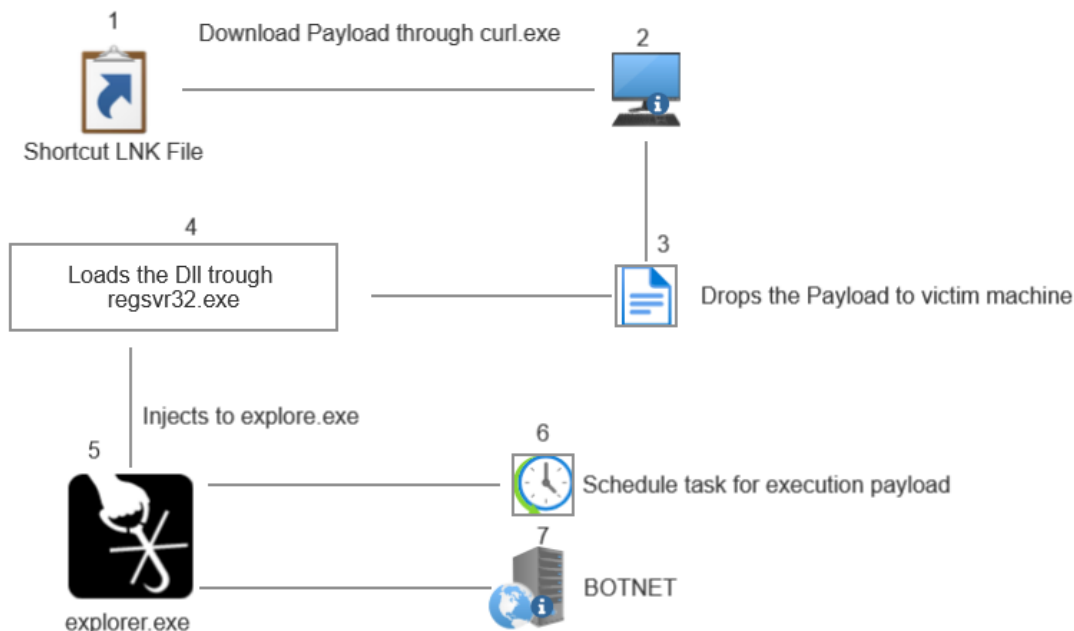 1
Download Payload through curl.exe
2
Shortcut LNK File
4
3
Loads the Dll trough
regsvr32.exe
Drops the Payload to victim machine
Injects to explore.exe
5
6
Schedule task for execution payload
7
BOTNET
explorer.exe